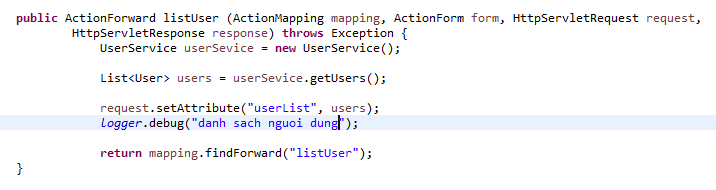 public ActionForward listUser (ActionMapping mapping, ActionForm form, HttpServletRequest request,
HttpServletResponse response) throws Exception {
UserService userSevice = new UserService();
List<User> users = userSevice.getUsers();
request.setAttribute("userList", users);
logger.debug("danh sach nguoi dung");
return mapping.findForward("listUser");
}